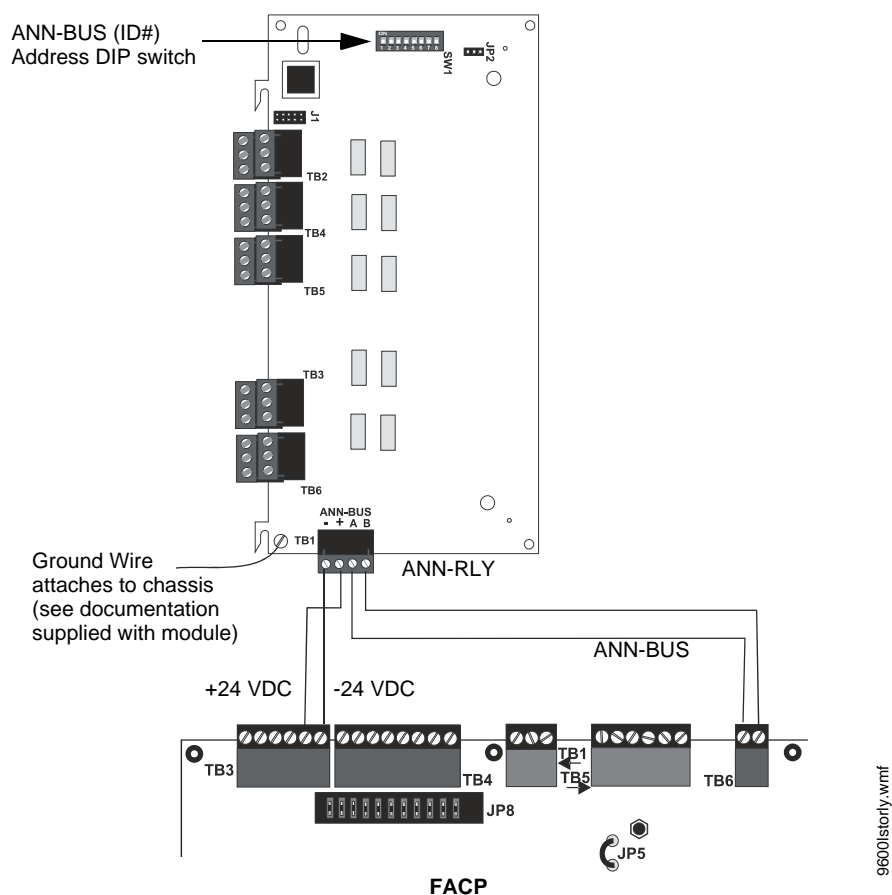 ANN-BUS (ID#)
Address DIP switch
ON
1 2 3 4 5 6 7 8
SW1
JP2
J1
TB2
TB4
TB5
TB3
TB6
ANN-BUS
- + A B
TB1
ANN-RLY
Ground Wire
attaches to chassis
(see documentation
supplied with module)
ANN-BUS
+24 VDC
-24 VDC
TB3
TB4
TB1
TB5
TB6
JP8
JP5
FACP
9600lstorly.wmf